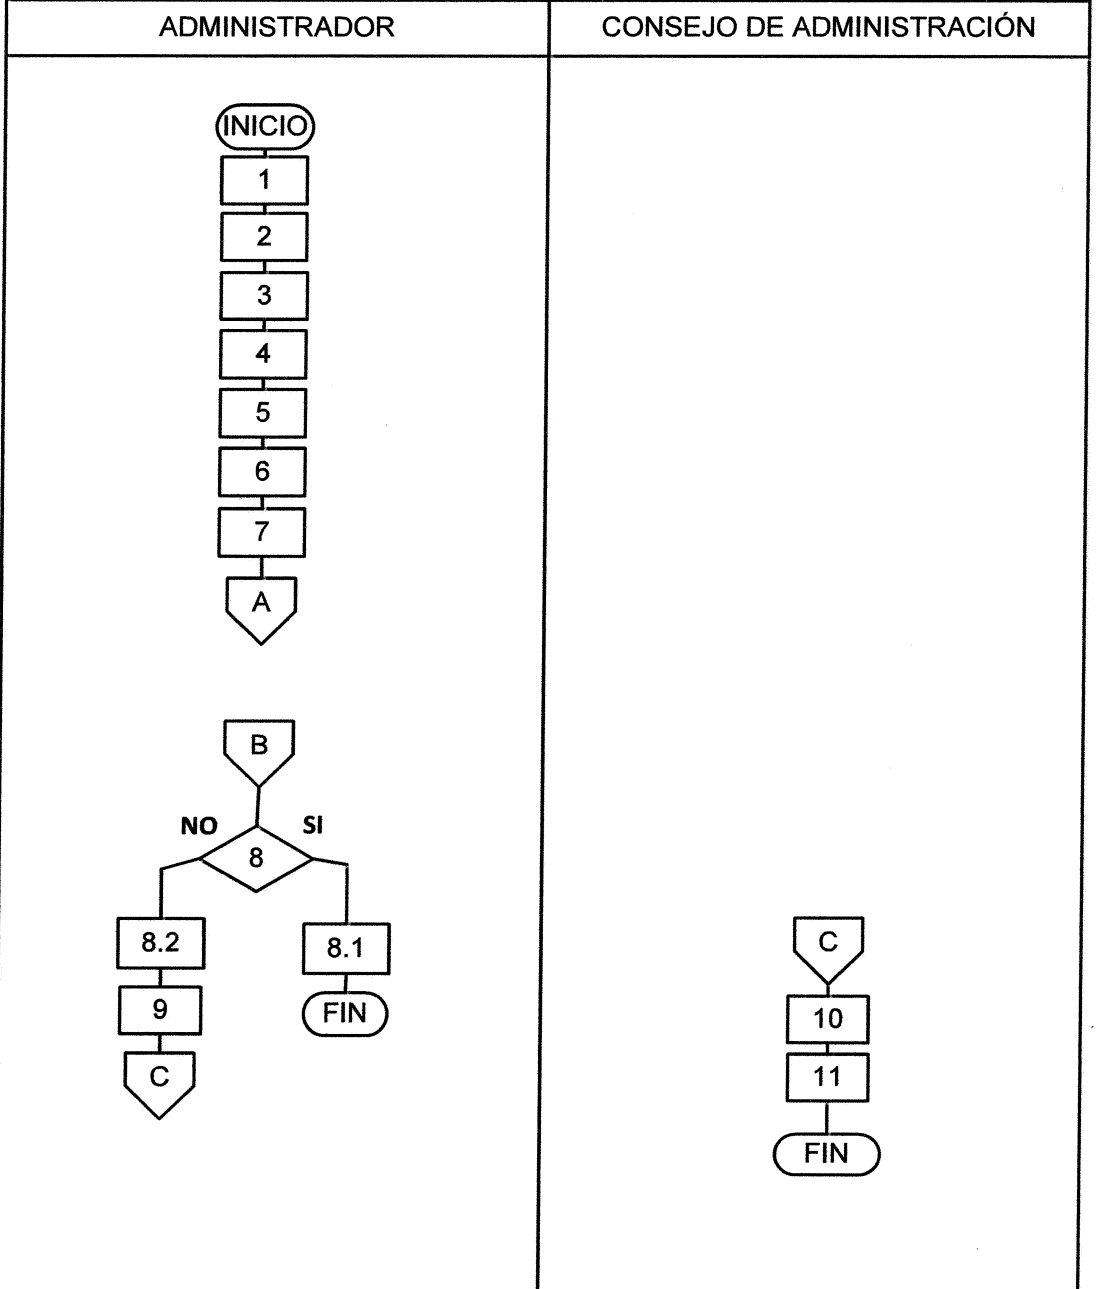 ADMINISTRADOR
CONSEJO DE ADMINISTRACIÓN
INICIO
1
2
3
4
5
6
7
A
B
NO
SI
8
8.2
8.1
9
FIN
C
C
10
11
FIN